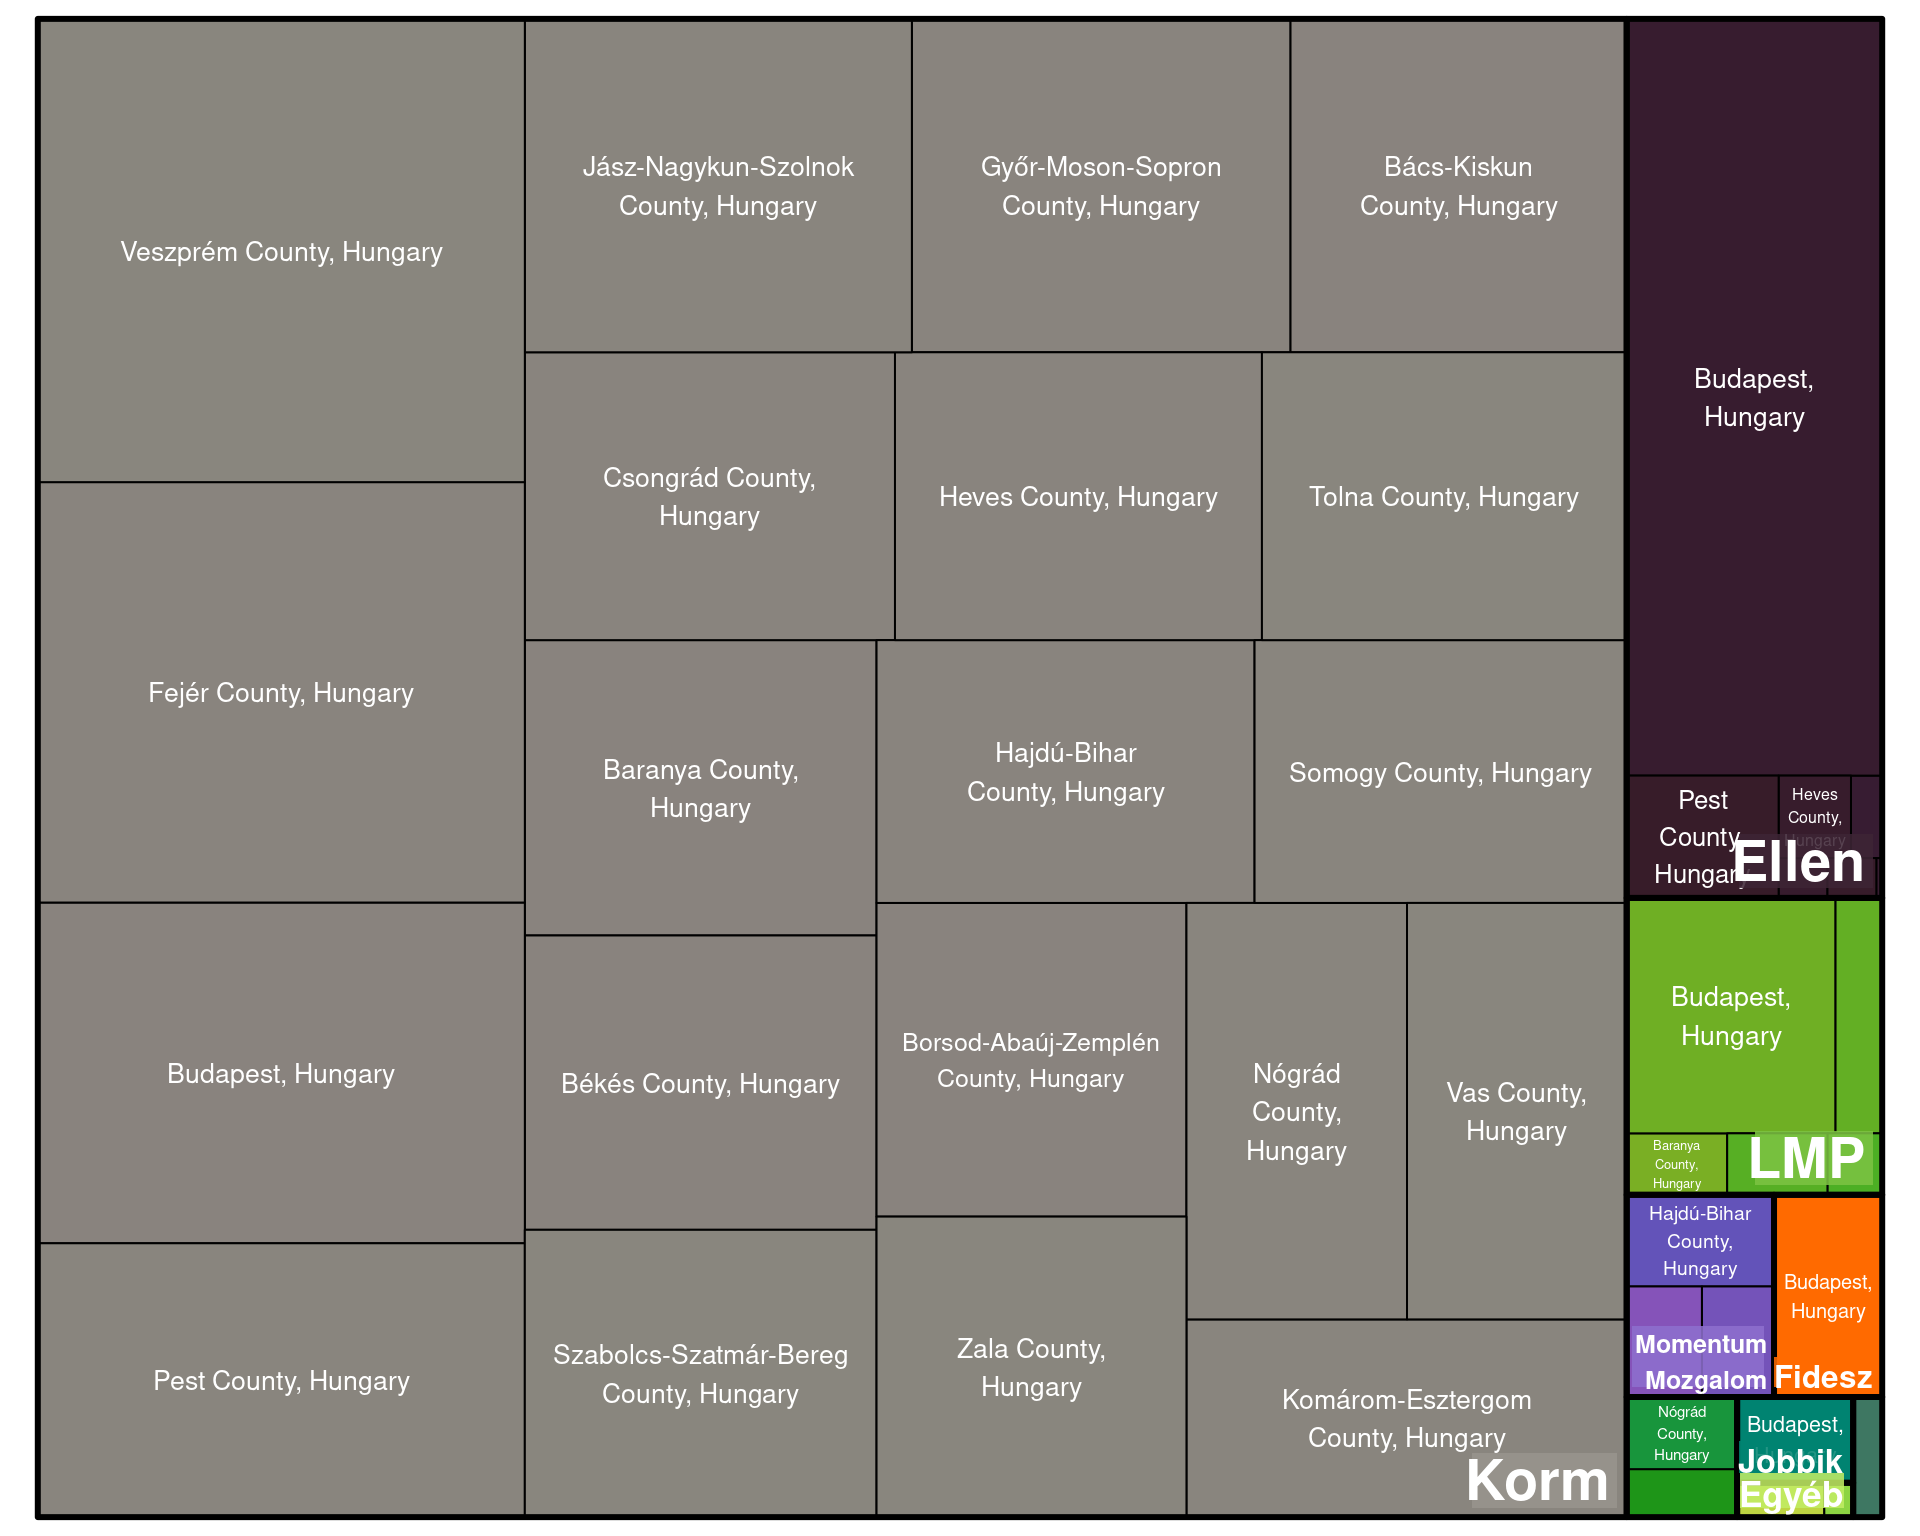 Veszprém County, Hungary
Fejér County, Hungary
Budapest, Hungary
Pest County, Hungary
Jász-Nagykun-Szolnok
County, Hungary
Győr-Moson-Sopron
County, Hungary
Bács-Kiskun
County, Hungary
Csongrád County,
Hungary
Heves County, Hungary
Tolna County, Hungary
Baranya County,
Hungary
Hajdú-Bihar
County, Hungary
Somogy County, Hungary
Békés County, Hungary
Borsod-Abaúj-Zemplén
County, Hungary
Nógrád
County,
Hungary
Vas County,
Hungary
Szabolcs-Szatmár-Bereg
County, Hungary
Zala County,
Hungary
Komárom-Esztergom
County, Hungary
Korm
Budapest,
Hungary
Pest
County,
Hungary
Heves
County,
Hungary
Ellen
Budapest,
Hungary
Baranya
County,
Hungary
LMP
Hajdú-Bihar
County,
Hungary
Momentum
Mozgalom
Budapest,
Hungary
Fidesz
Nógrád
County,
Hungary
Budapest,
Jobbik
Egyéb